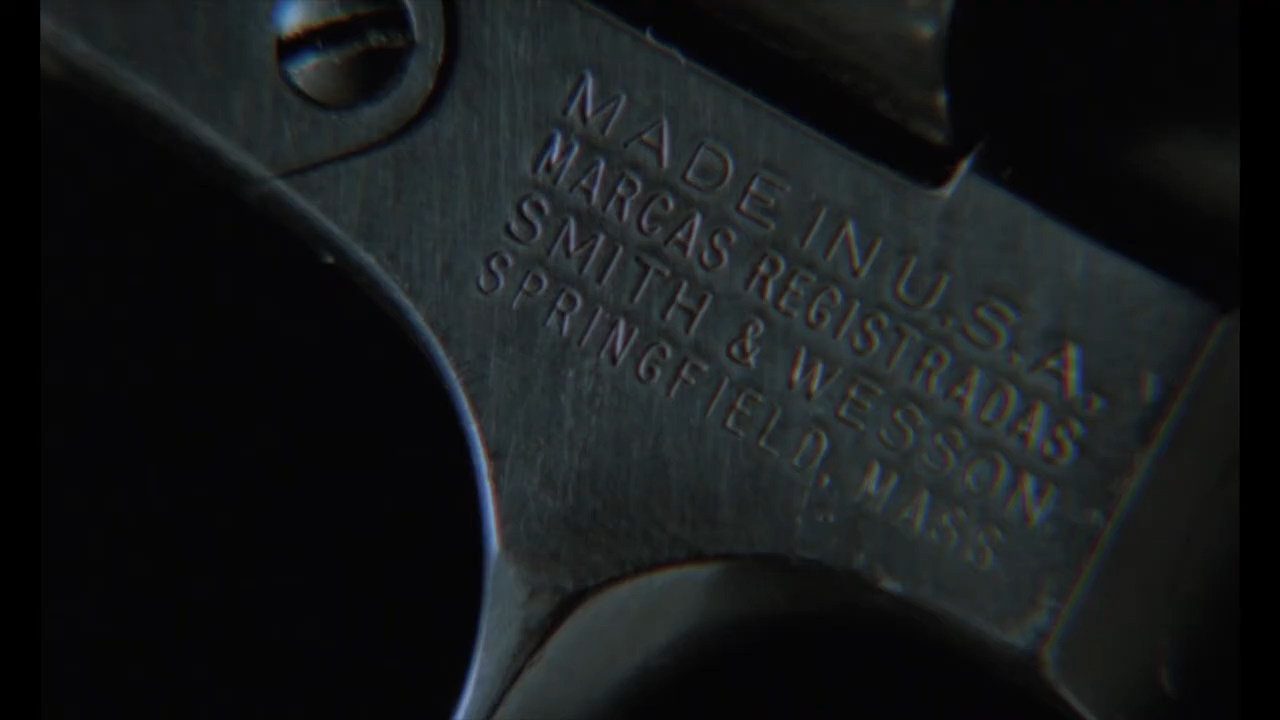 MADE IN U.S.A.
MARCAS REGISTRADAS
SMITH & WESSON
SPRINGFIELD, MASS